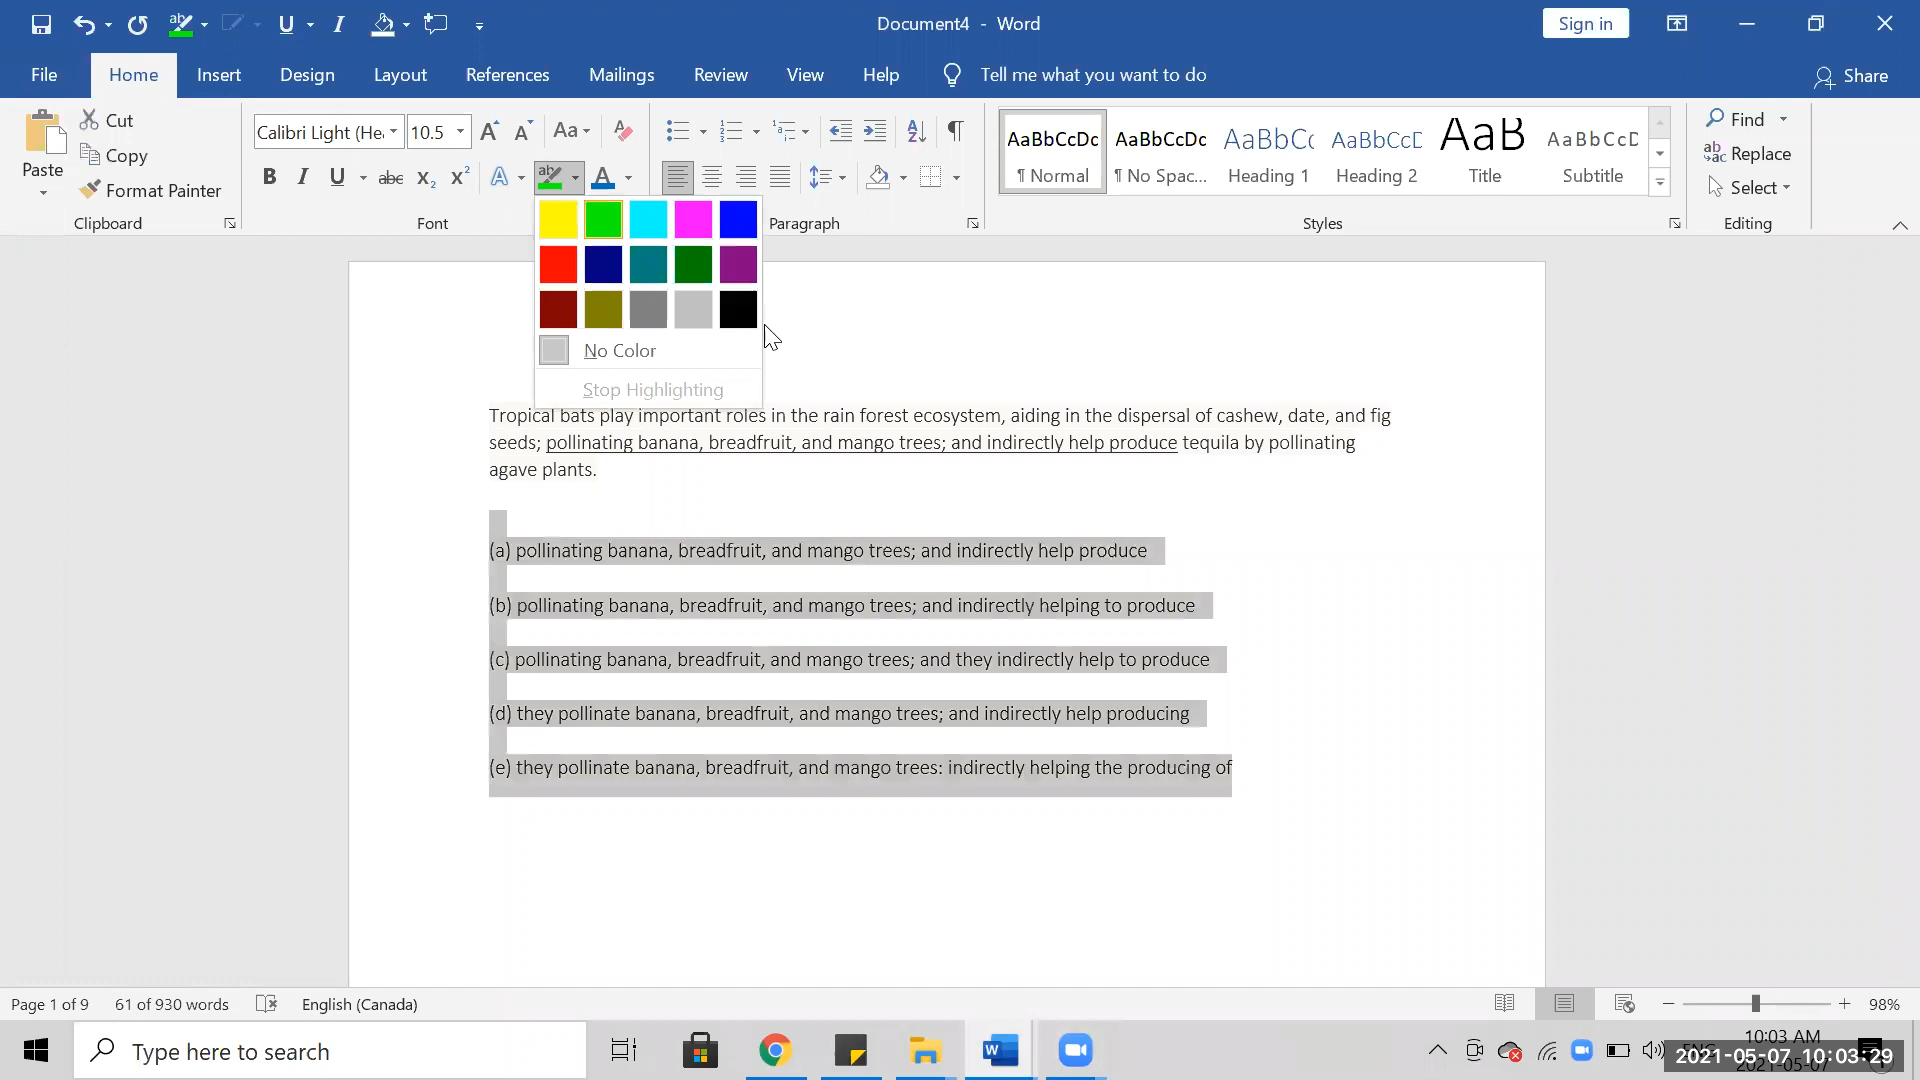 Document4 - Word
Sign in
File Home Insert Design Layout References Mailings Review View Help Tell me what you want to do Share
Paste
Cut
Copy
Format Painter
Clipboard
Calibri Light (He 10.5
Font
Paragraph
AaBbCcDc AaBbCcDc AaBbC AaBbCcD AaB AaBbCcD
¶ Normal ¶ No Spac... Heading 1 Heading 2 Title Subtitle
Styles
Find
Replace
Select
Editing
No Color
Stop Highlighting
Tropical bats play important roles in the rain forest ecosystem, aiding in the dispersal of cashew, date, and fig
seeds; pollinating banana, breadfruit, and mango trees; and indirectly help produce tequila by pollinating
agave plants.
(a) pollinating banana, breadfruit, and mango trees; and indirectly help produce
(b) pollinating banana, breadfruit, and mango trees; and indirectly helping to produce
(c) pollinating banana, breadfruit, and mango trees; and they indirectly help to produce
(d) they pollinate banana, breadfruit, and mango trees; and indirectly help producing
(e) they pollinate banana, breadfruit, and mango trees: indirectly helping the producing of
Page 1 of 9 61 of 930 words English (Canada) 98%
Type here to search
10:03 AM
2021-05-07 10:03:29